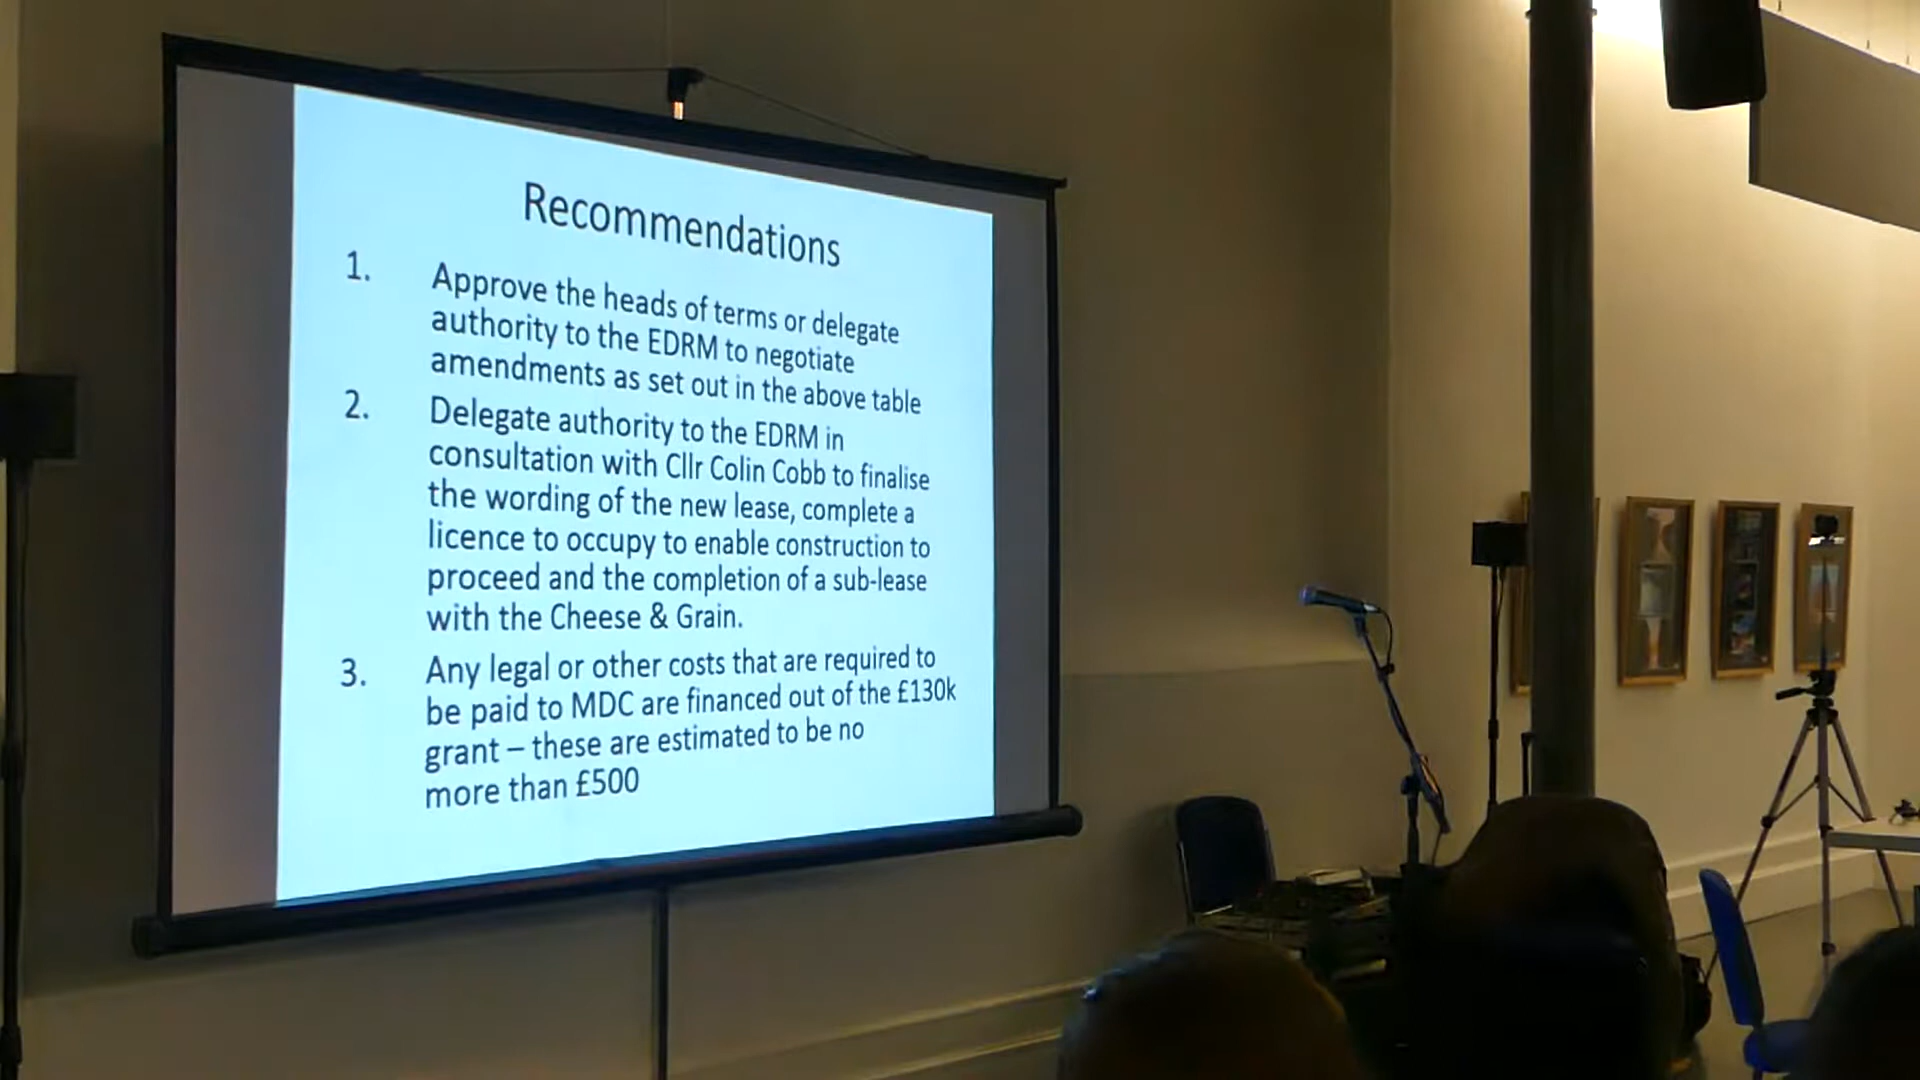 Recommendations
1. Approve the heads of terms or delegate
authority to the EDRM to negotiate
amendments as set out in the above table
2. Delegate authority to the EDRM in
consultation with Cllr Colin Cobb to finalise
the wording of the new lease, complete a
licence to occupy to enable construction to
proceed and the completion of a sub-lease
with the Cheese & Grain.
3. Any legal or other costs that are required to
be paid to MDC are financed out of the £130k
grant – these are estimated to be no
more than £500